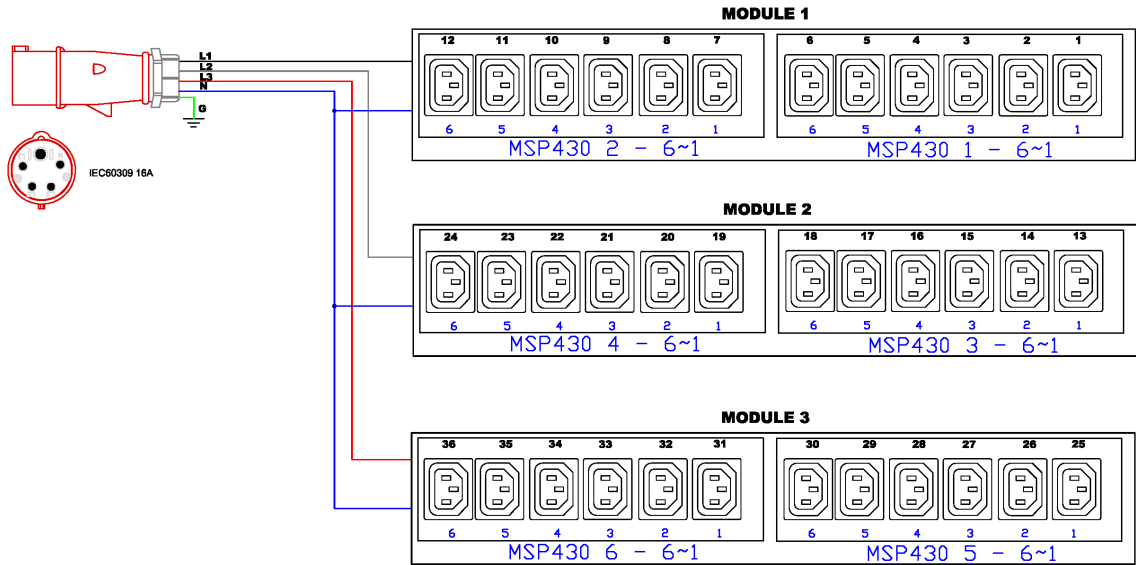 MODULE 1
L1
L2
L3
N
G
IEC60309 16A
12 11 10 9 8 7 6 5 4 3 2 1
6 5 4 3 2 1 6 5 4 3 2 1
MSP430 2 - 6~1 MSP430 1 - 6~1
MODULE 2
24 23 22 21 20 19 18 17 16 15 14 13
6 5 4 3 2 1 6 5 4 3 2 1
MSP430 4 - 6~1 MSP430 3 - 6~1
MODULE 3
36 35 34 33 32 31 30 29 28 27 26 25
6 5 4 3 2 1 6 5 4 3 2 1
MSP430 6 - 6~1 MSP430 5 - 6~1